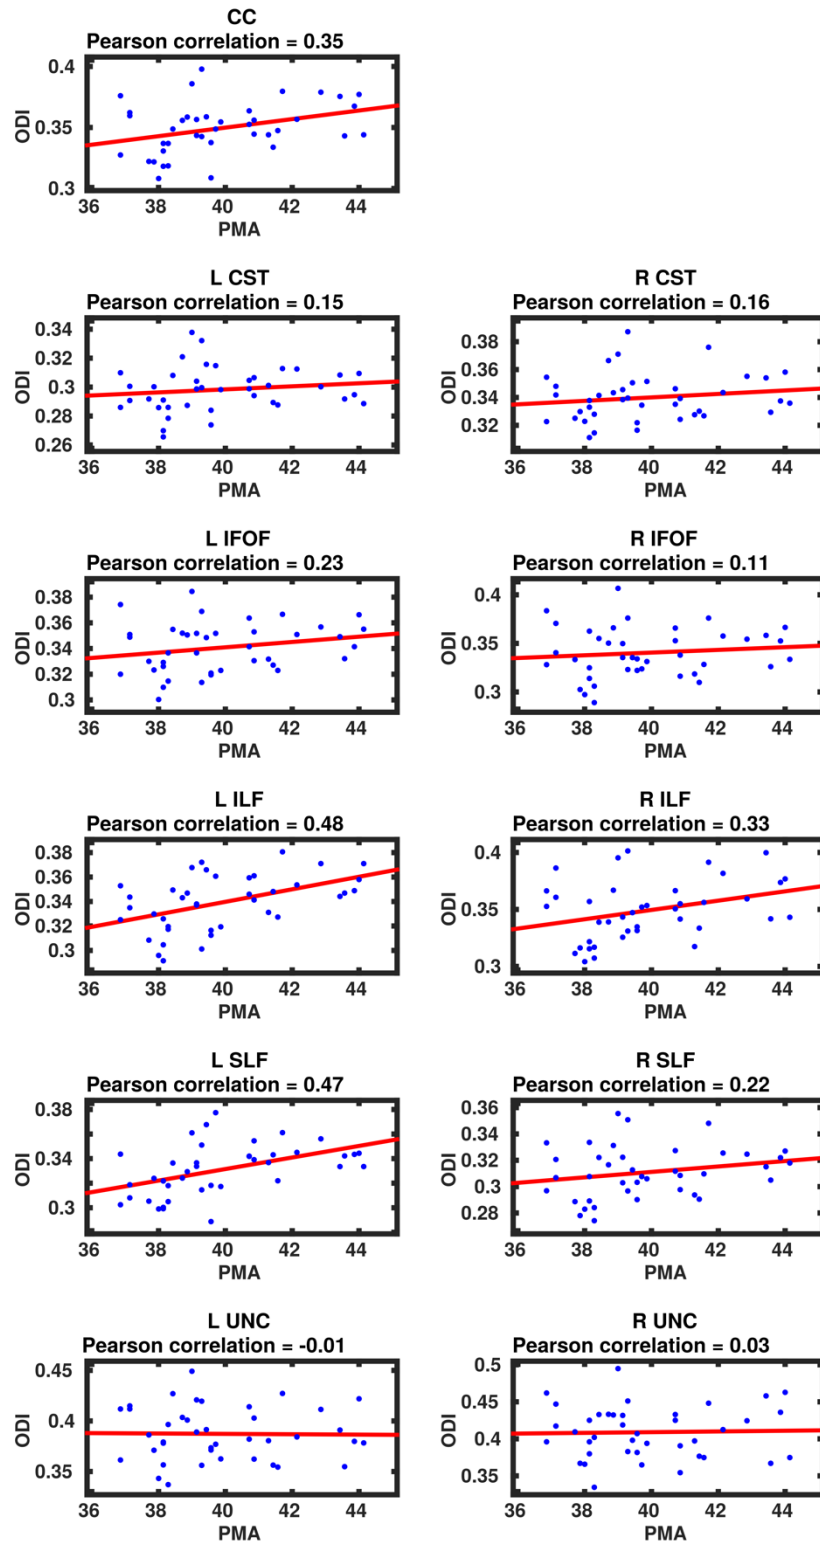 CC
Pearson correlation = 0.35
0.4
0.35
0.3
ODI
36 38 40 42 44
PMA
L CST
Pearson correlation = 0.15
0.34
0.32
0.3
0.28
0.26
ODI
36 38 40 42 44
PMA
R CST
Pearson correlation = 0.16
0.38
0.36
0.34
0.32
ODI
36 38 40 42 44
PMA
L IFOF
Pearson correlation = 0.23
0.38
0.36
0.34
0.32
0.3
ODI
36 38 40 42 44
PMA
R IFOF
Pearson correlation = 0.11
0.4
0.35
0.3
ODI
36 38 40 42 44
PMA
L ILF
Pearson correlation = 0.48
0.38
0.36
0.34
0.32
0.3
ODI
36 38 40 42 44
PMA
R ILF
Pearson correlation = 0.33
0.4
0.35
0.3
ODI
36 38 40 42 44
PMA
L SLF
Pearson correlation = 0.47
0.38
0.34
0.3
ODI
36 38 40 42 44
PMA
R SLF
Pearson correlation = 0.22
0.36
0.34
0.32
0.3
0.28
ODI
36 38 40 42 44
PMA
L UNC
Pearson correlation = -0.01
0.45
0.4
0.35
ODI
36 38 40 42 44
PMA
R UNC
Pearson correlation = 0.03
0.5
0.45
0.4
0.35
ODI
36 38 40 42 44
PMA